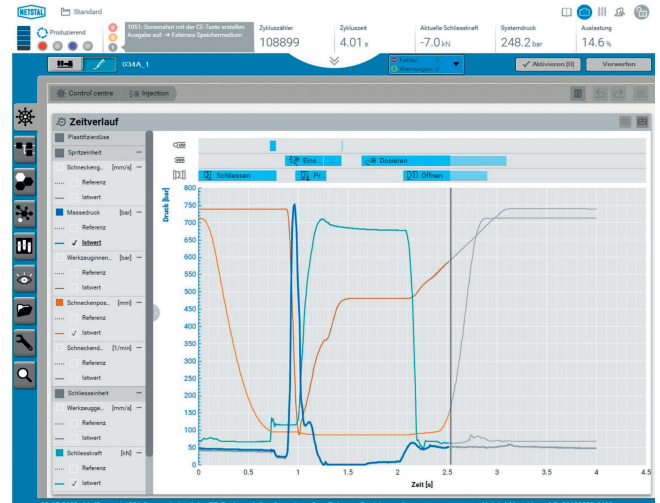 NETSTAL
Standard
Produzierend
1051: Screenshot mit der CE-Taste erstellen
Ausgabe auf: → Externes Speichermedium
Zykluszähler
108899
Zykluszeit
4.01 s
Aktuelle Schliesskraft
-7.0 kN
Systemdruck
248.2 bar
Auslastung
14.6 %
034A_1
Fehler
Warnungen
✓ Aktivieren [0]
Verwerfen
Control centre
Injection
Zeitverlauf
Plastifizierdüse
Spritzeinheit
Schneckeng.. [mm/s]
Referenz
Istwert
Massedruck [bar]
Referenz
✓ Istwert
Werkzeuginnen.. [bar]
Referenz
Istwert
Schneckenpos.. [mm]
Referenz
✓ Istwert
Schneckend.. [1/min]
Referenz
Istwert
Schliesseinheit
Werkzeugge.. [mm/s]
Referenz
Istwert
Schliesskraft [kN]
Referenz
✓ Istwert
Eins...
...
Dosieren
Schliessen
Pr
Öffnen
Druck [bar]
800
750
700
650
600
550
500
450
400
350
300
250
200
150
100
50
0
0
0.5
1
1.5
2
2.5
3
3.5
4
4.5
Zeit [s]